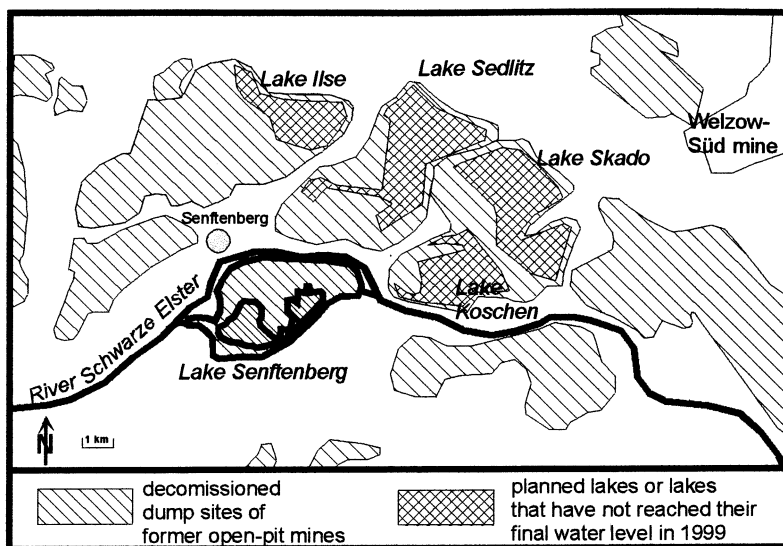 Lake Ilse
Lake Sedlitz
Welzow-
Süd mine
Lake Skado
Senftenberg
Lake
Koschen
River Schwarze Elster
Lake Senftenberg
N
1 km
decomissioned
dump sites of
former open-pit mines
planned lakes or lakes
that have not reached their
final water level in 1999